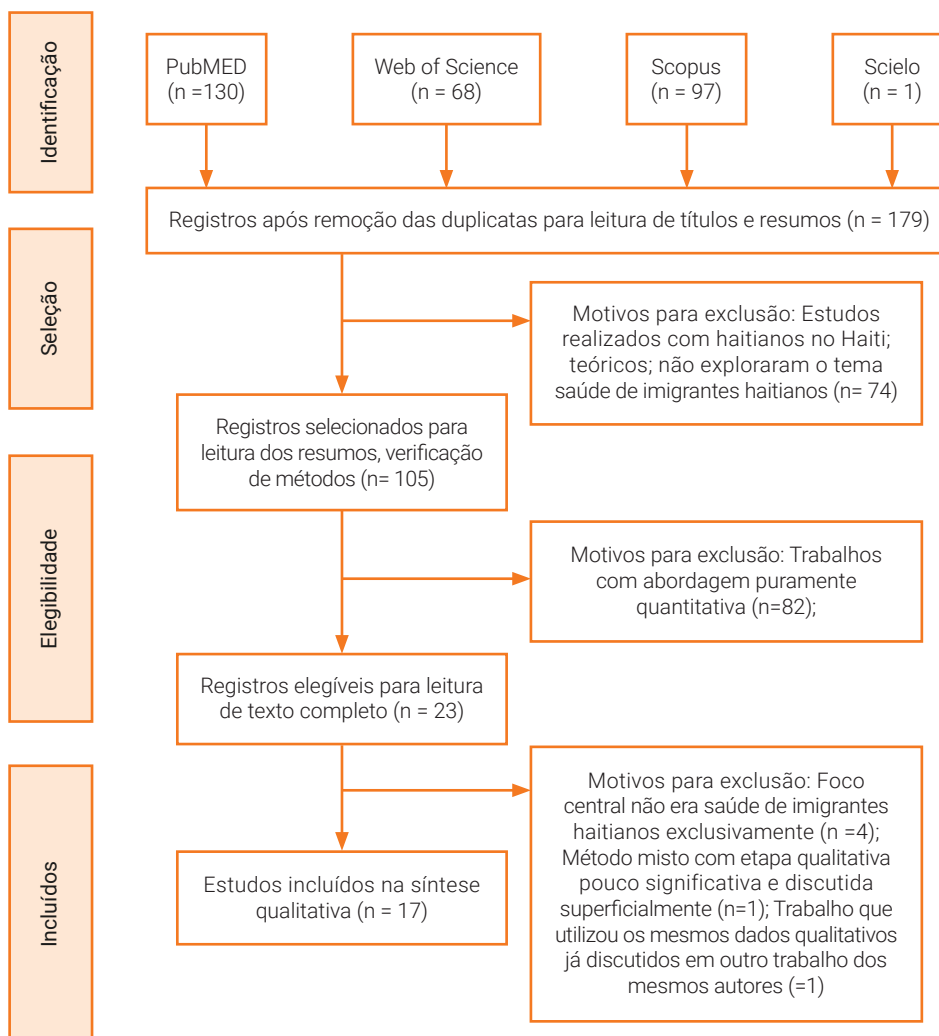 Identificação
PubMED
(n =130)
Web of Science
(n = 68)
Scopus
(n = 97)
Scielo
(n = 1)
Registros após remoção das duplicatas para leitura de títulos e resumos (n = 179)
Seleção
Motivos para exclusão: Estudos
realizados com haitianos no Haiti;
teóricos; não exploraram o tema
saúde de imigrantes haitianos (n= 74)
Registros selecionados para
leitura dos resumos, verificação
de métodos (n= 105)
Elegibilidade
Motivos para exclusão: Trabalhos
com abordagem puramente
quantitativa (n=82);
Registros elegíveis para leitura
de texto completo (n = 23)
Incluídos
Motivos para exclusão: Foco
central não era saúde de imigrantes
haitianos exclusivamente (n =4);
Método misto com etapa qualitativa
pouco significativa e discutida
superficialmente (n=1); Trabalho que
utilizou os mesmos dados qualitativos
já discutidos em outro trabalho dos
mesmos autores (=1)
Estudos incluídos na síntese
qualitativa (n = 17)